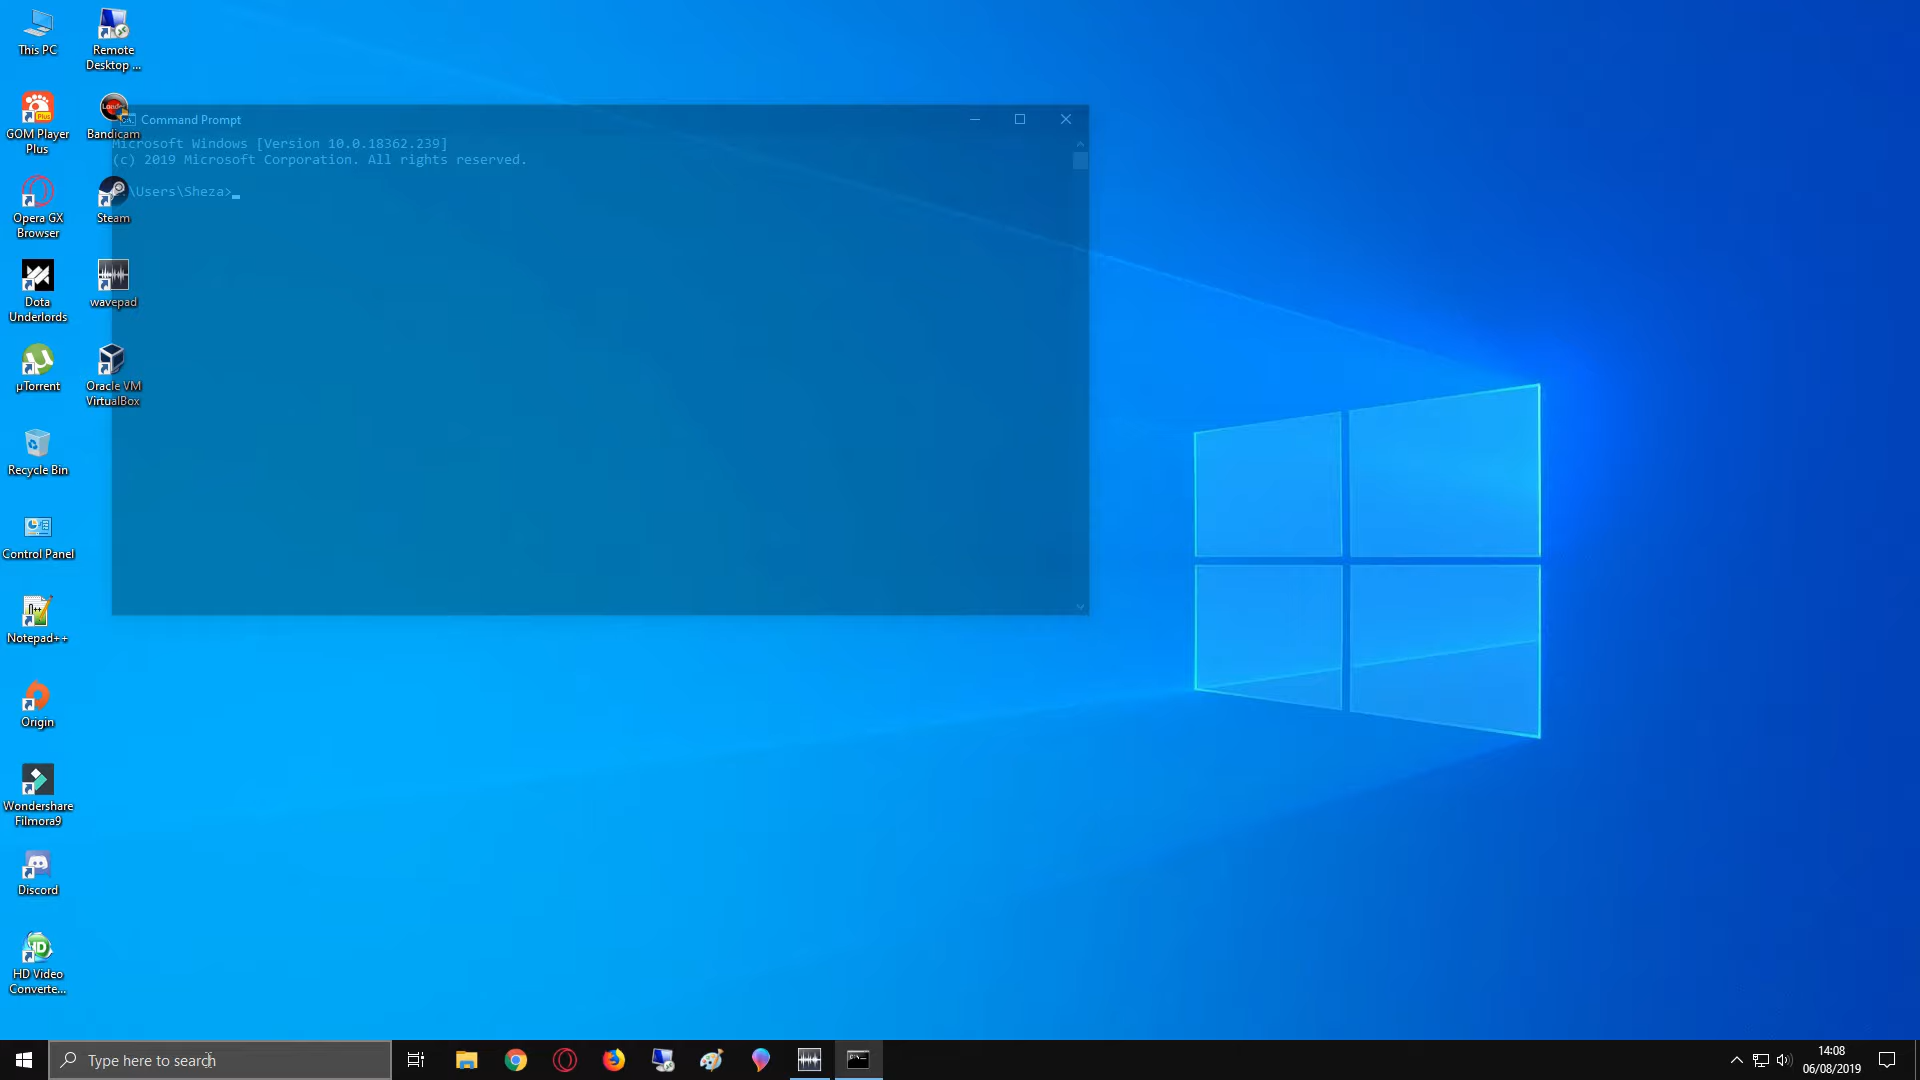 This PC
Remote
Desktop ...
GOM Player
Plus
Bandicam
Opera GX
Browser
Steam
Dota
Underlords
wavepad
µTorrent
Oracle VM
VirtualBox
Recycle Bin
Control Panel
Notepad++
Origin
Wondershare
Filmora9
Discord
HD Video
Converte...
Command Prompt
Microsoft Windows [Version 10.0.18362.239]
(c) 2019 Microsoft Corporation. All rights reserved.
\Users\Sheza>
Type here to search
14:08
06/08/2019